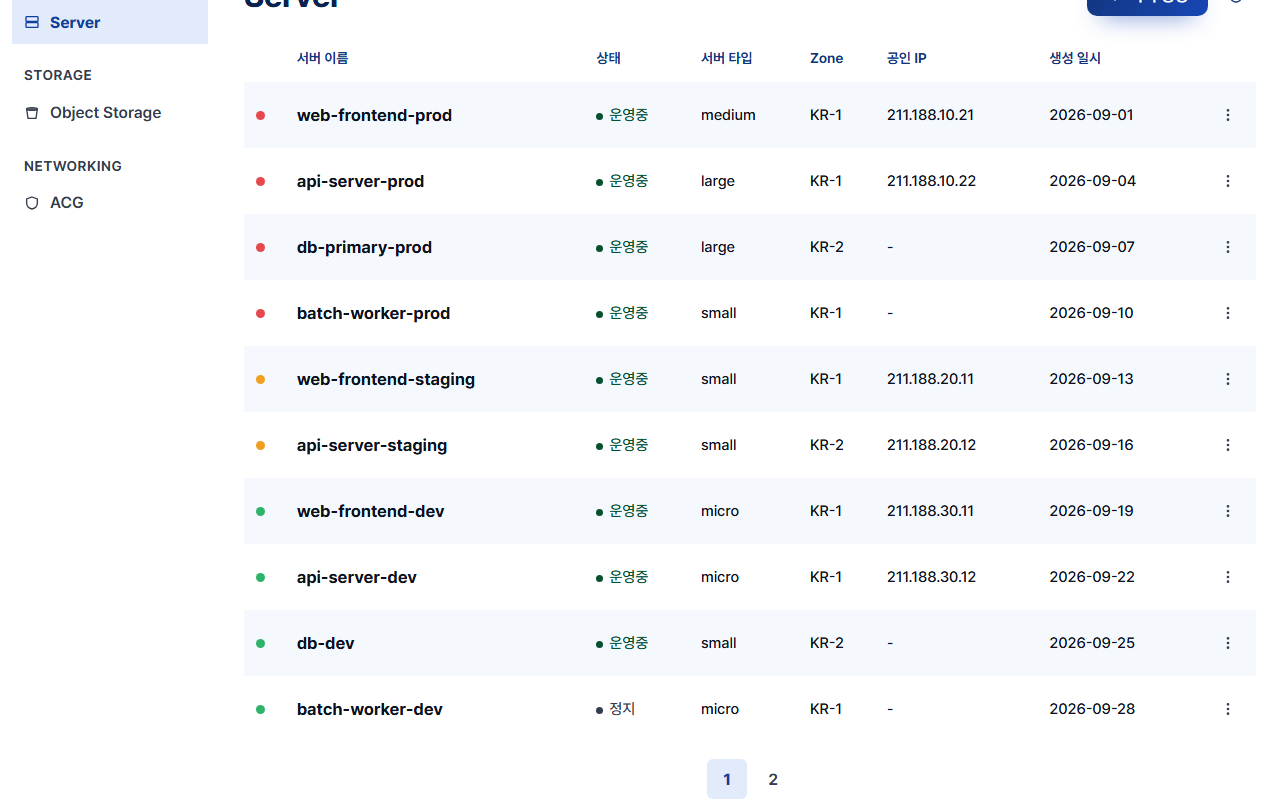 Server
Server
STORAGE
Object Storage
NETWORKING
ACG
서버 이름 상태 서버 타입 Zone 공인 IP 생성 일시
web-frontend-prod 운영중 medium KR-1 211.188.10.21 2026-09-01
api-server-prod 운영중 large KR-1 211.188.10.22 2026-09-04
db-primary-prod 운영중 large KR-2 - 2026-09-07
batch-worker-prod 운영중 small KR-1 - 2026-09-10
web-frontend-staging 운영중 small KR-1 211.188.20.11 2026-09-13
api-server-staging 운영중 small KR-2 211.188.20.12 2026-09-16
web-frontend-dev 운영중 micro KR-1 211.188.30.11 2026-09-19
api-server-dev 운영중 micro KR-1 211.188.30.12 2026-09-22
db-dev 운영중 small KR-2 - 2026-09-25
batch-worker-dev 정지 micro KR-1 - 2026-09-28
1 2